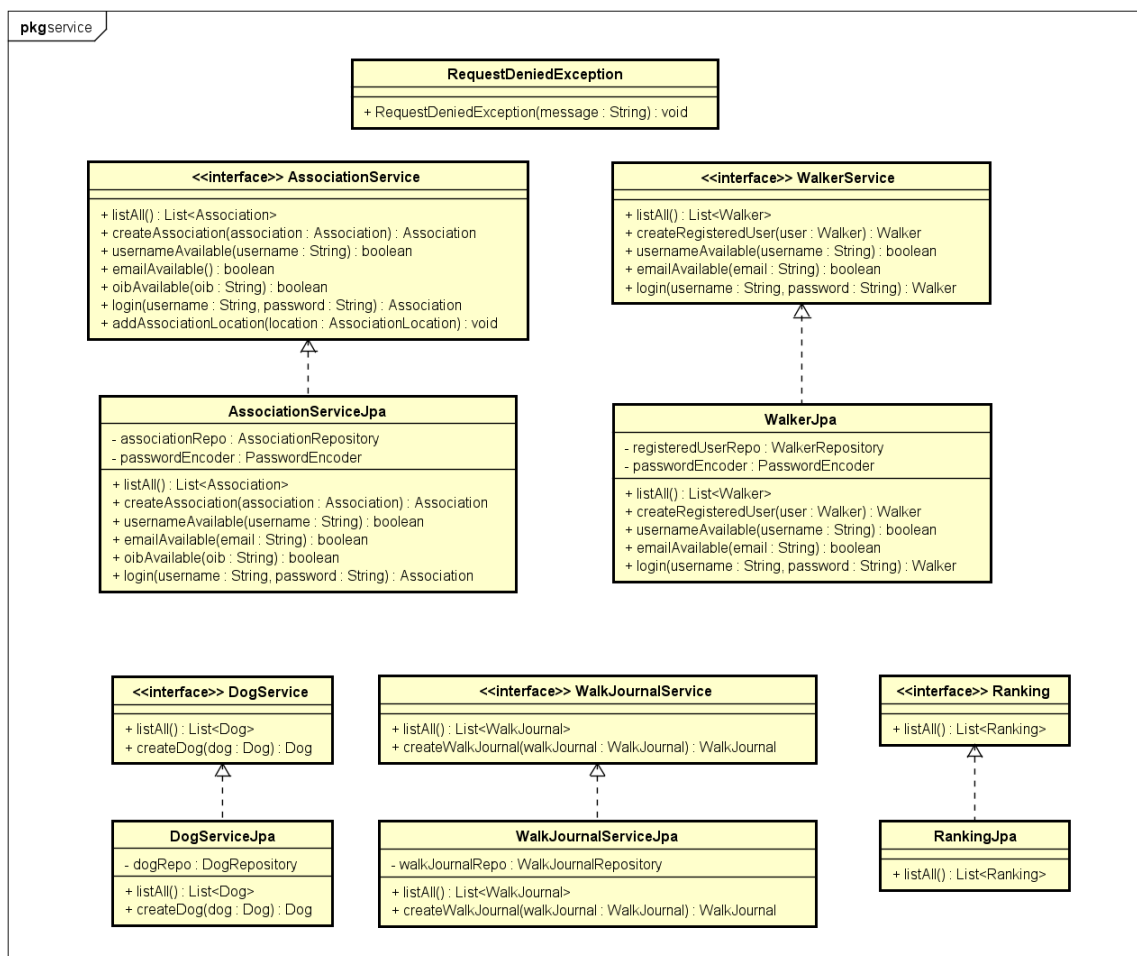 pkg service
RequestDeniedException
+ RequestDeniedException(message : String) : void
<<interface>> AssociationService
+ listAll() : List<Association>
+ createAssociation(association : Association) : Association
+ usernameAvailable(username : String) : boolean
+ emailAvailable() : boolean
+ oibAvailable(oib : String) : boolean
+ login(username : String, password : String) : Association
+ addAssociationLocation(location : AssociationLocation) : void
<<interface>> WalkerService
+ listAll() : List<Walker>
+ createRegisteredUser(user : Walker) : Walker
+ usernameAvailable(username : String) : boolean
+ emailAvailable(email : String) : boolean
+ login(username : String, password : String) : Walker
AssociationServiceJpa
- associationRepo : AssociationRepository
- passwordEncoder : PasswordEncoder
+ listAll() : List<Association>
+ createAssociation(association : Association) : Association
+ usernameAvailable(username : String) : boolean
+ emailAvailable(email : String) : boolean
+ oibAvailable(oib : String) : boolean
+ login(username : String, password : String) : Association
WalkerJpa
- registeredUserRepo : WalkerRepository
- passwordEncoder : PasswordEncoder
+ listAll() : List<Walker>
+ createRegisteredUser(user : Walker) : Walker
+ usernameAvailable(username : String) : boolean
+ emailAvailable(email : String) : boolean
+ login(username : String, password : String) : Walker
<<interface>> DogService
+ listAll() : List<Dog>
+ createDog(dog : Dog) : Dog
<<interface>> WalkJournalService
+ listAll() : List<WalkJournal>
+ createWalkJournal(walkJournal : WalkJournal) : WalkJournal
<<interface>> Ranking
+ listAll() : List<Ranking>
DogServiceJpa
- dogRepo : DogRepository
+ listAll() : List<Dog>
+ createDog(dog : Dog) : Dog
WalkJournalServiceJpa
- walkJournalRepo : WalkJournalRepository
+ listAll() : List<WalkJournal>
+ createWalkJournal(walkJournal : WalkJournal) : WalkJournal
RankingJpa
+ listAll() : List<Ranking>